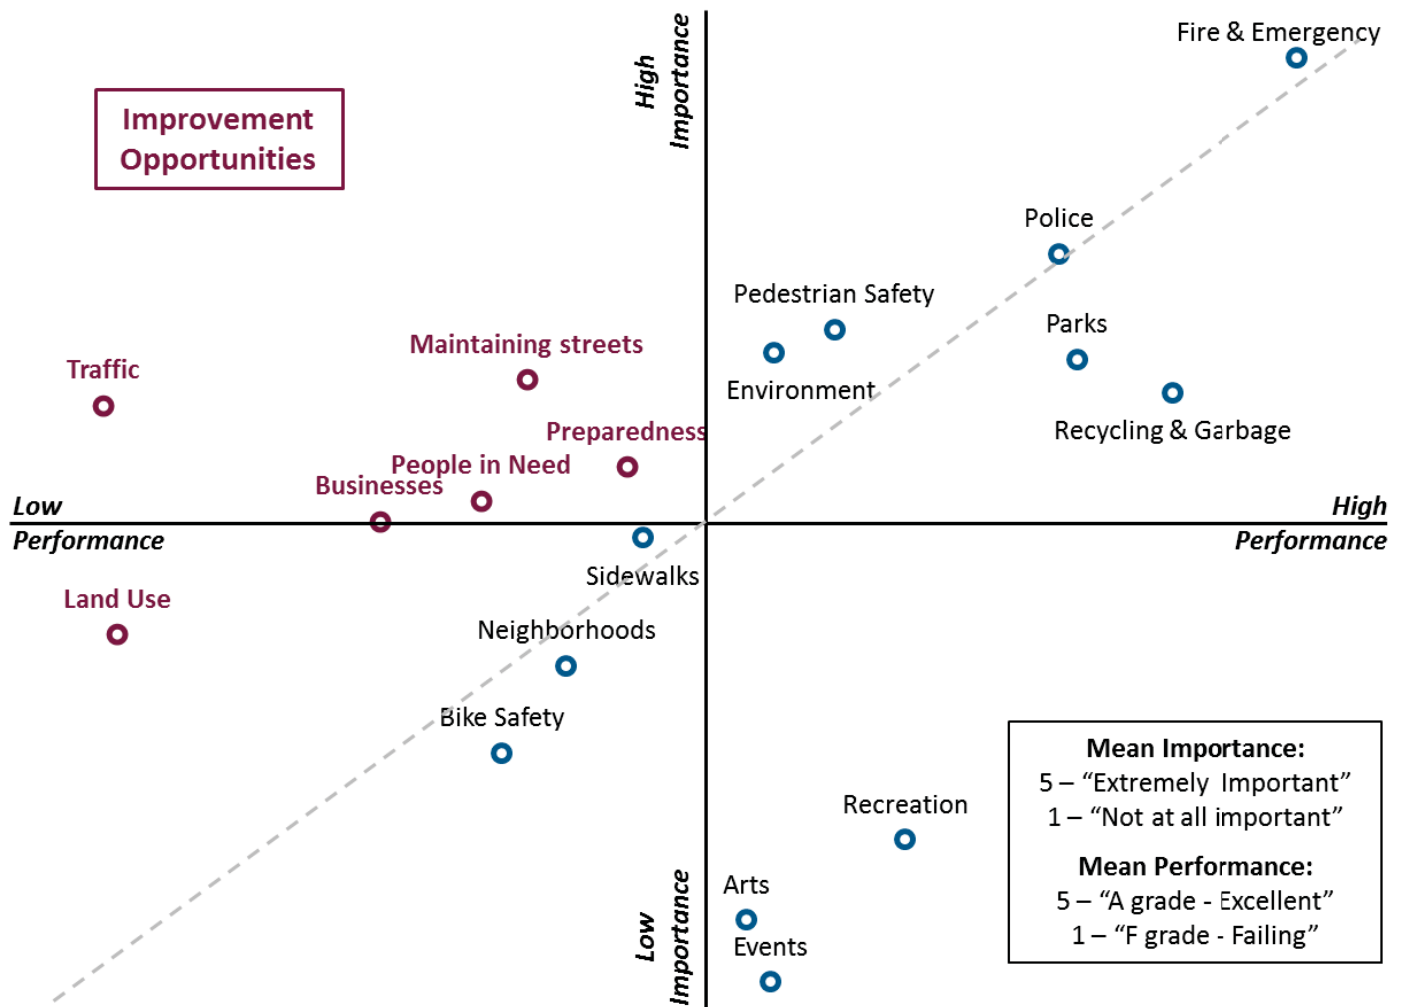 Fire & Emergency
High
Importance
Improvement
Opportunities
Police
Pedestrian Safety
Parks
Maintaining streets
Traffic
Environment
Recycling & Garbage
Preparedness
People in Need
Businesses
Low
Performance
High
Performance
Sidewalks
Land Use
Neighborhoods
Bike Safety
Mean Importance:
5 – “Extremely Important”
1 – “Not at all important”
Mean Performance:
5 – “A grade - Excellent”
1 – “F grade - Failing”
Recreation
Arts
Events
Low
Importance